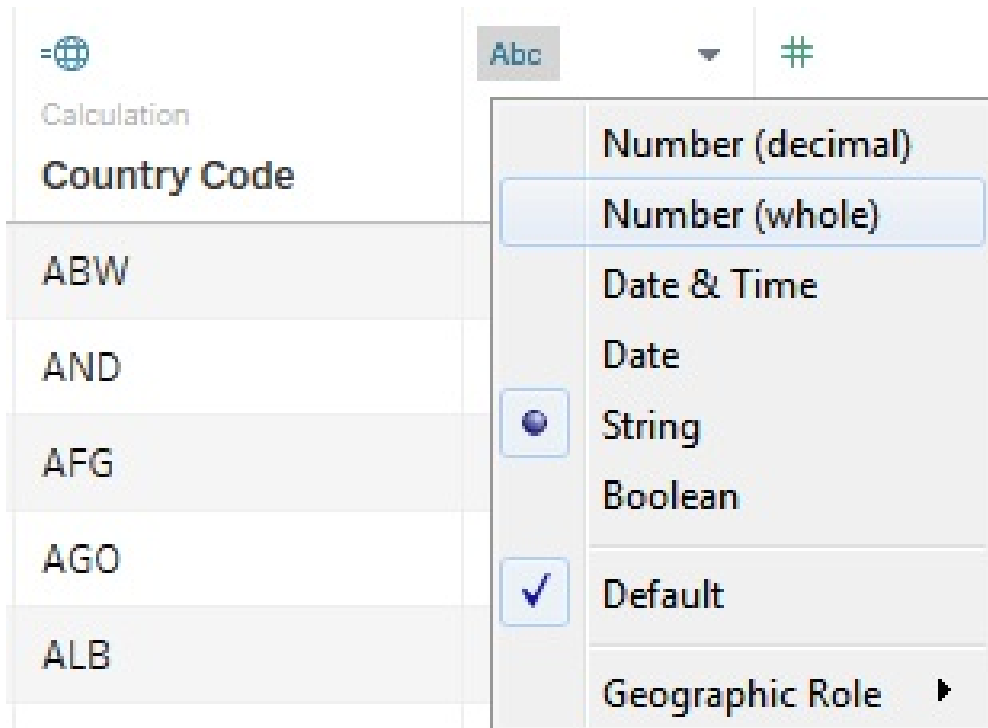 Abc
Calculation
Country Code
ABW
AND
AFG
AGO
ALB
Number (decimal)
Number (whole)
Date & Time
Date
String
Boolean
Default
Geographic Role